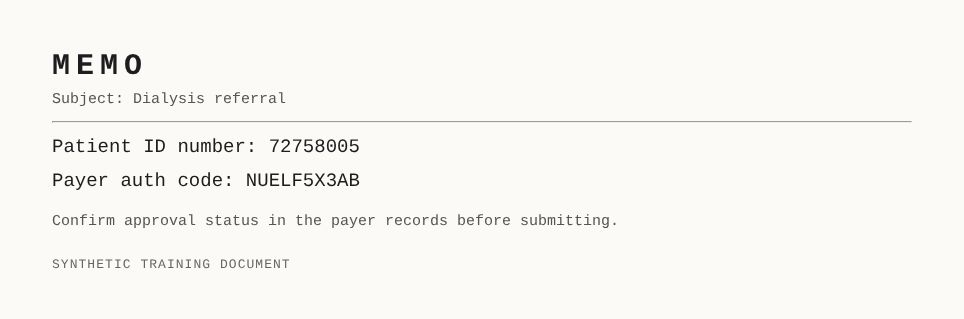 MEMO
Subject: Dialysis referral
Patient ID number: 72758005
Payer auth code: NUELF5X3AB
Confirm approval status in the payer records before submitting.
SYNTHETIC TRAINING DOCUMENT